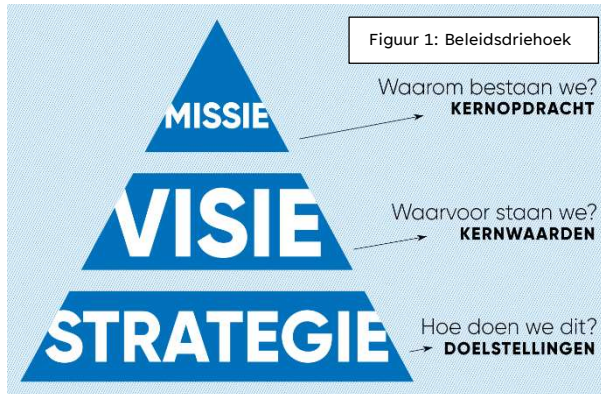 Figuur 1: Beleidsdriehoek
MISSIE
Waarom bestaan we?
KERNOPDRACHT
VISIE
Waarvoor staan we?
KERNWAARDEN
STRATEGIE
Hoe doen we dit?
DOELSTELLINGEN